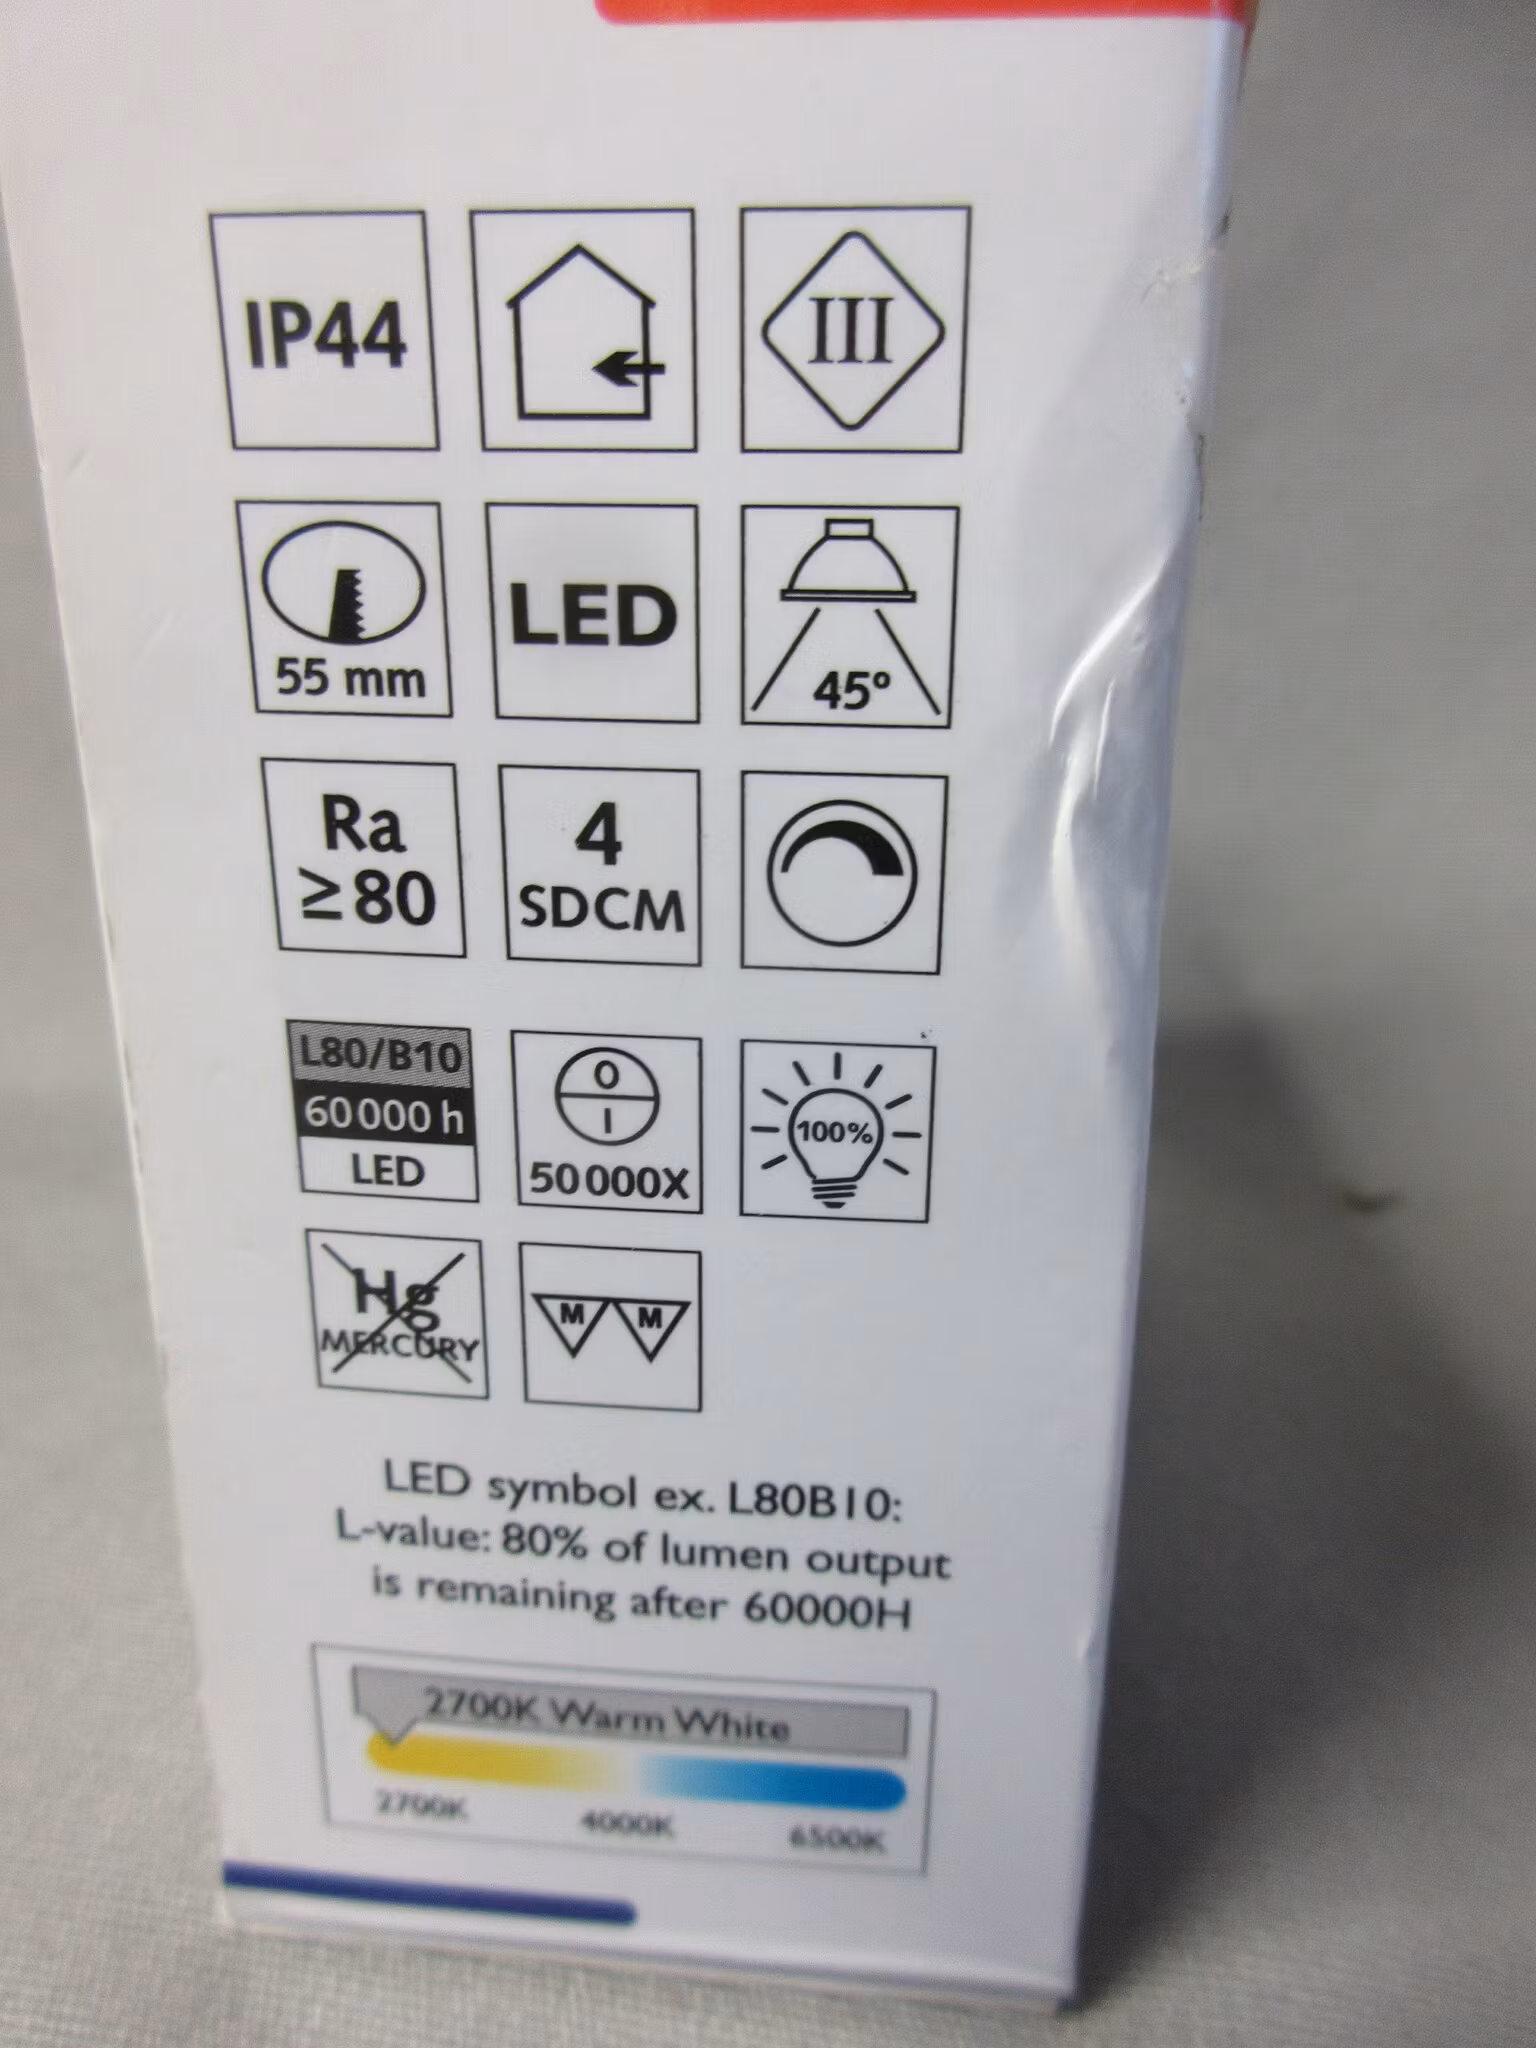 IP44
III
55 mm
LED
45°
Ra
≥80
4
SDCM
L80/B10
60000 h
LED
O
I
50000X
100%
Hg
MERCURY
M M
LED symbol ex. L80B10:
L-value: 80% of lumen output
is remaining after 60000H
2700K Warm White
2700K 4000K 6500K